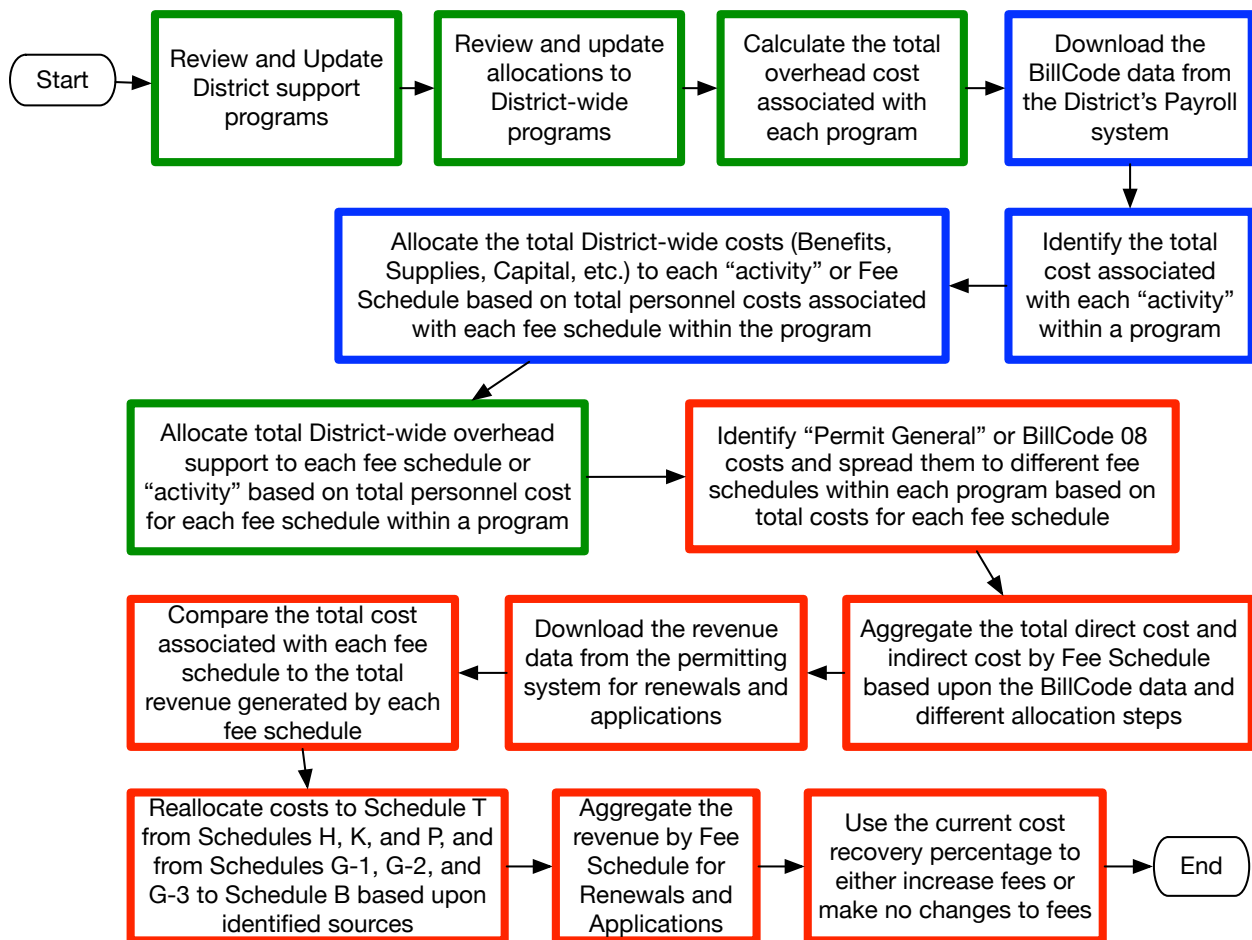 Start
Review and Update
District support
programs
Review and update
allocations to
District-wide
programs
Calculate the total
overhead cost
associated with
each program
Download the
BillCode data from
the District’s Payroll
system
Identify the total
cost associated
with each “activity”
within a program
Allocate the total District-wide costs (Benefits,
Supplies, Capital, etc.) to each “activity” or Fee
Schedule based on total personnel costs associated
with each fee schedule within the program
Allocate total District-wide overhead
support to each fee schedule or
“activity” based on total personnel cost
for each fee schedule within a program
Identify “Permit General” or BillCode 08
costs and spread them to different fee
schedules within each program based on
total costs for each fee schedule
Aggregate the total direct cost and
indirect cost by Fee Schedule
based upon the BillCode data and
different allocation steps
Download the revenue
data from the permitting
system for renewals and
applications
Compare the total cost
associated with each fee
schedule to the total
revenue generated by each
fee schedule
Reallocate costs to Schedule T
from Schedules H, K, and P, and
from Schedules G-1, G-2, and
G-3 to Schedule B based upon
identified sources
Aggregate the
revenue by Fee
Schedule for
Renewals and
Applications
Use the current cost
recovery percentage to
either increase fees or
make no changes to fees
End